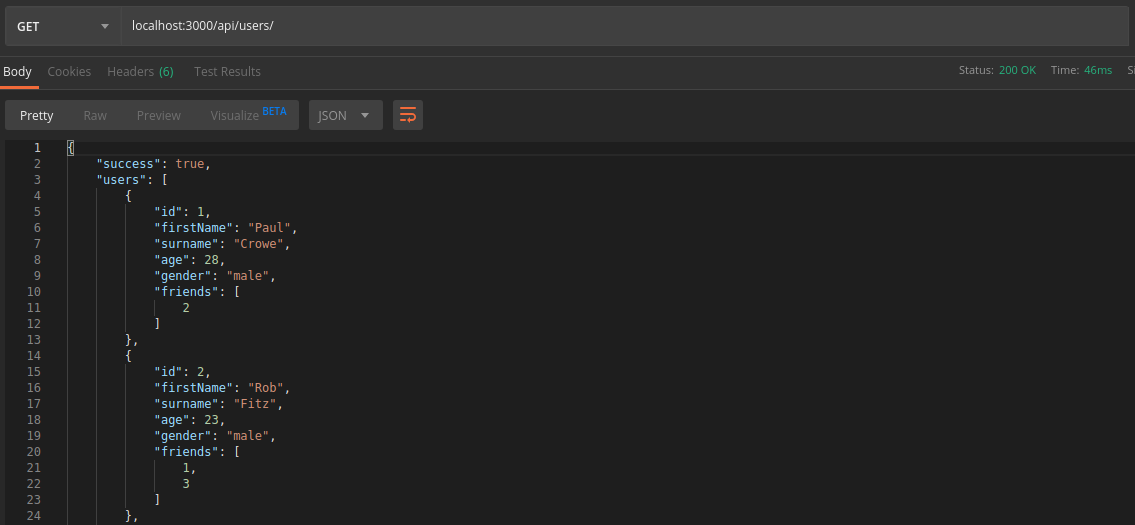 GET localhost:3000/api/users/
Body Cookies Headers (6) Test Results Status: 200 OK Time: 46ms
Pretty Raw Preview Visualize BETA JSON
1 {
2 "success": true,
3 "users": [
4 {
5 "id": 1,
6 "firstName": "Paul",
7 "surname": "Crowe",
8 "age": 28,
9 "gender": "male",
10 "friends": [
11 2
12 ]
13 },
14 {
15 "id": 2,
16 "firstName": "Rob",
17 "surname": "Fitz",
18 "age": 23,
19 "gender": "male",
20 "friends": [
21 1,
22 3
23 ]
24 },